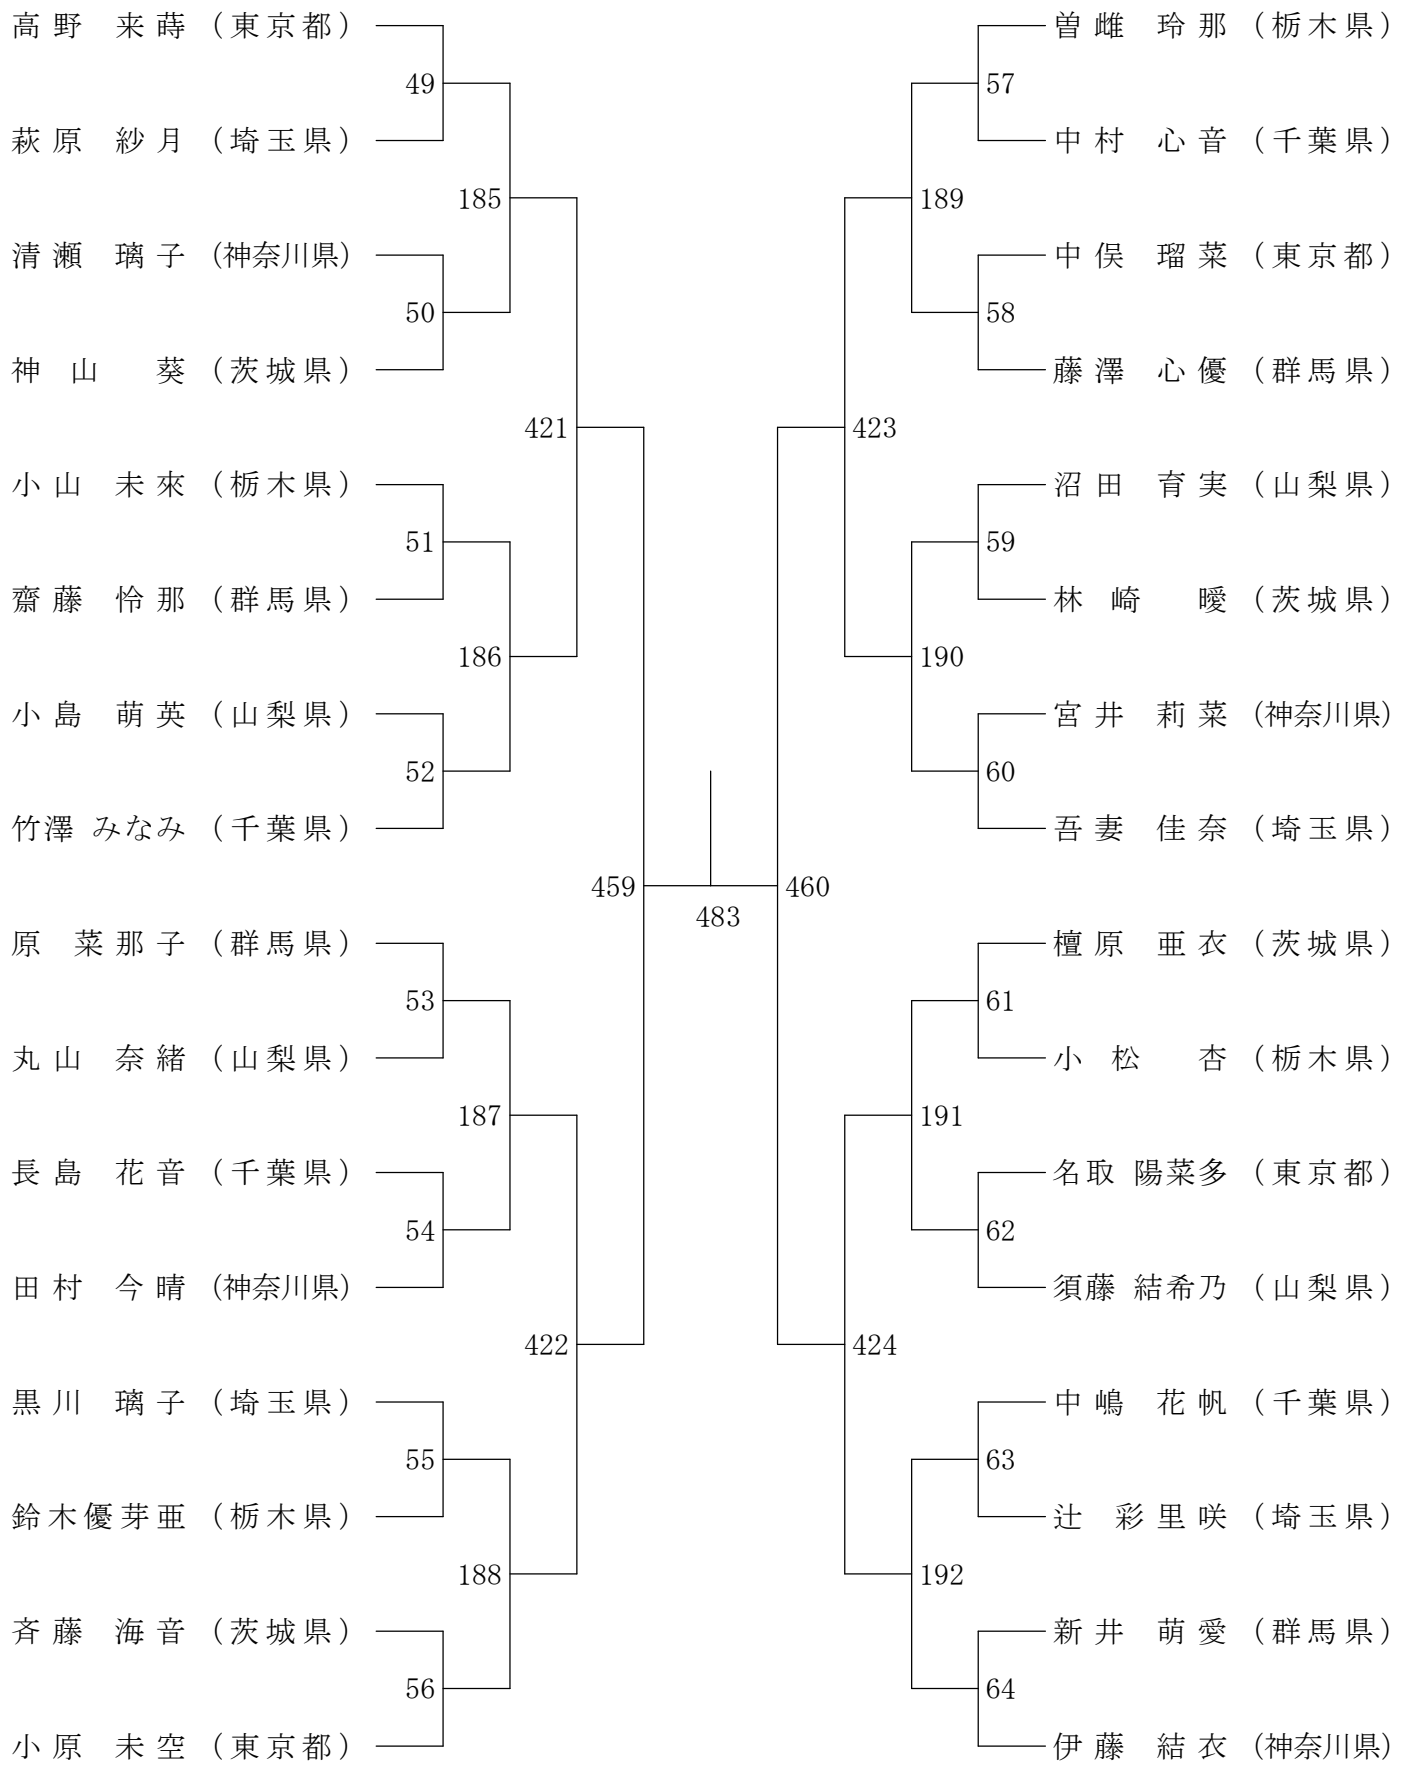 高野 来蒔 (東京都)
49
萩原 紗月 (埼玉県)
185
清瀬 璃子 (神奈川県)
50
神山 葵 (茨城県)
421
小山 未來 (栃木県)
51
齋藤 怜那 (群馬県)
186
小島 萌英 (山梨県)
52
竹澤 みなみ (千葉県)
459
原 菜那子 (群馬県)
53
丸山 奈緒 (山梨県)
187
長島 花音 (千葉県)
54
田村 今晴 (神奈川県)
422
黒川 璃子 (埼玉県)
55
鈴木優芽亜 (栃木県)
188
斉藤 海音 (茨城県)
56
小原 未空 (東京都)
483
曽雌 玲那 (栃木県)
57
中村 心音 (千葉県)
189
中俣 瑠菜 (東京都)
58
藤澤 心優 (群馬県)
423
沼田 育実 (山梨県)
59
林崎 曖 (茨城県)
190
宮井 莉菜 (神奈川県)
60
吾妻 佳奈 (埼玉県)
460
檀原 亜衣 (茨城県)
61
小松 杏 (栃木県)
191
名取 陽菜多 (東京都)
62
須藤 結希乃 (山梨県)
424
中嶋 花帆 (千葉県)
63
辻 彩里咲 (埼玉県)
192
新井 萌愛 (群馬県)
64
伊藤 結衣 (神奈川県)